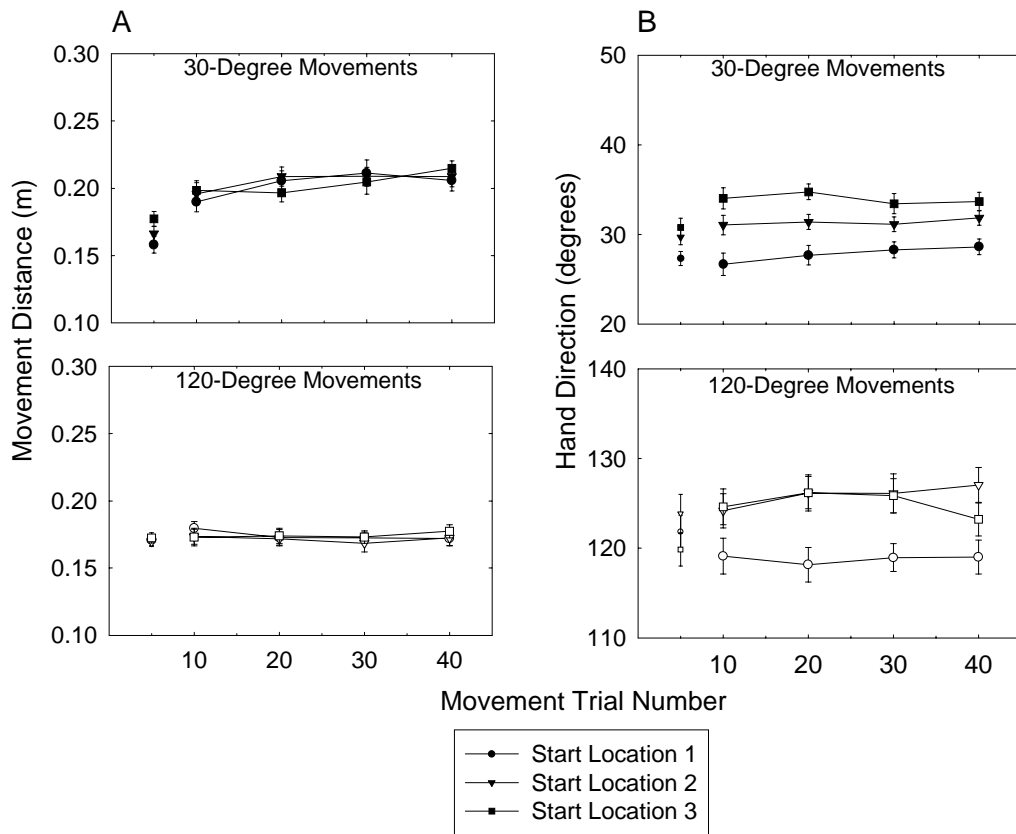 A
0.30
30-Degree Movements
0.25
0.20
0.15
0.10
0.30
120-Degree Movements
0.25
0.20
0.15
0.10
10 20 30 40
Movement Distance (m)
B
50
30-Degree Movements
40
30
20
140
120-Degree Movements
130
120
110
10 20 30 40
Hand Direction (degrees)
Movement Trial Number
Start Location 1
Start Location 2
Start Location 3